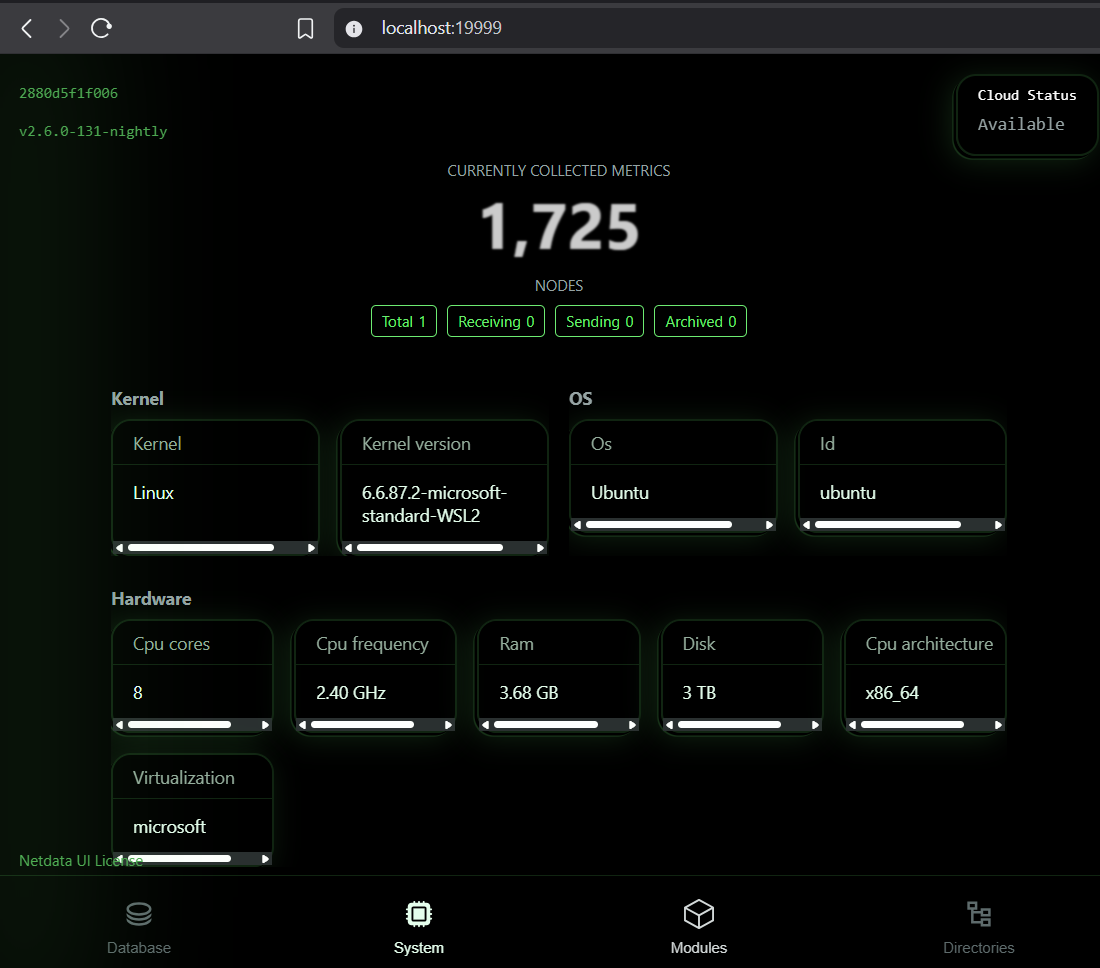 localhost:19999
2880d5f1f006
v2.6.0-131-nightly
Cloud Status
Available
CURRENTLY COLLECTED METRICS
1,725
NODES
Total 1
Receiving 0
Sending 0
Archived 0
Kernel
Kernel
Linux
Kernel version
6.6.87.2-microsoft-
standard-WSL2
OS
Os
Ubuntu
Id
ubuntu
Hardware
Cpu cores
8
Cpu frequency
2.40 GHz
Ram
3.68 GB
Disk
3 TB
Cpu architecture
x86_64
Virtualization
microsoft
Netdata UI License
Database
System
Modules
Directories